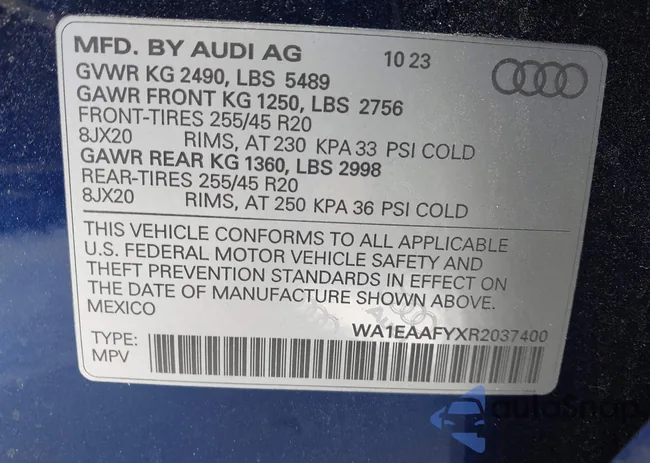 MFD. BY AUDI AG 10 23
GVWR KG 2490, LBS 5489
GAWR FRONT KG 1250, LBS 2756
FRONT-TIRES 255/45 R20
8JX20 RIMS, AT 230 KPA 33 PSI COLD
GAWR REAR KG 1360, LBS 2998
REAR-TIRES 255/45 R20
8JX20 RIMS, AT 250 KPA 36 PSI COLD
THIS VEHICLE CONFORMS TO ALL APPLICABLE
U.S. FEDERAL MOTOR VEHICLE SAFETY AND
THEFT PREVENTION STANDARDS IN EFFECT ON
THE DATE OF MANUFACTURE SHOWN ABOVE.
MEXICO
WA1EAAFYXR2037400
TYPE:
MPV